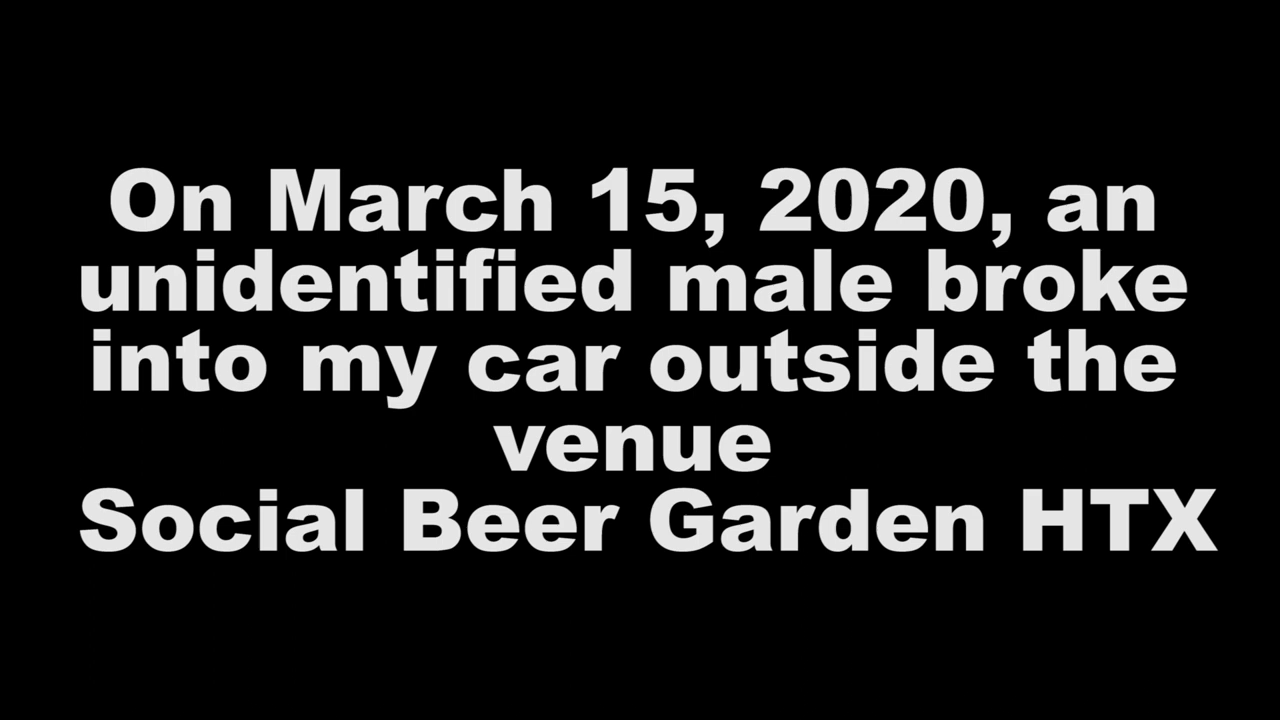 On March 15, 2020, an
unidentified male broke
into my car outside the
venue
Social Beer Garden HTX